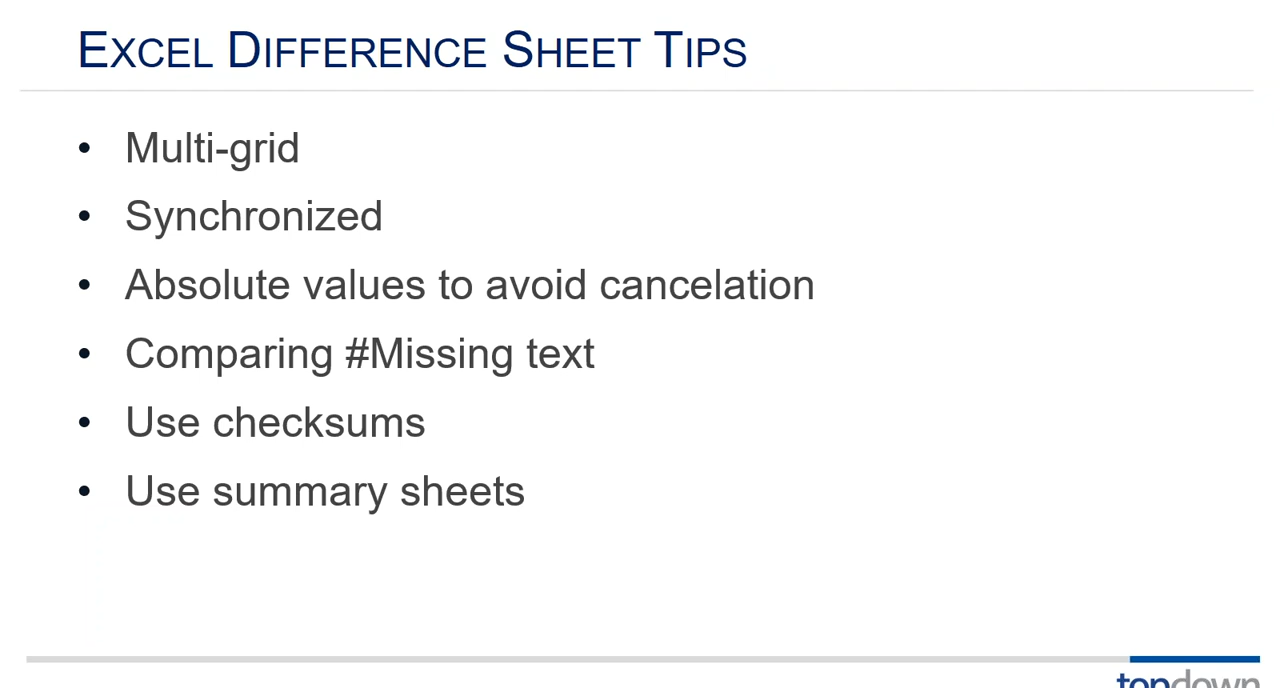 EXCEL DIFFERENCE SHEET TIPS
• Multi-grid
• Synchronized
• Absolute values to avoid cancelation
• Comparing #Missing text
• Use checksums
• Use summary sheets
topdown